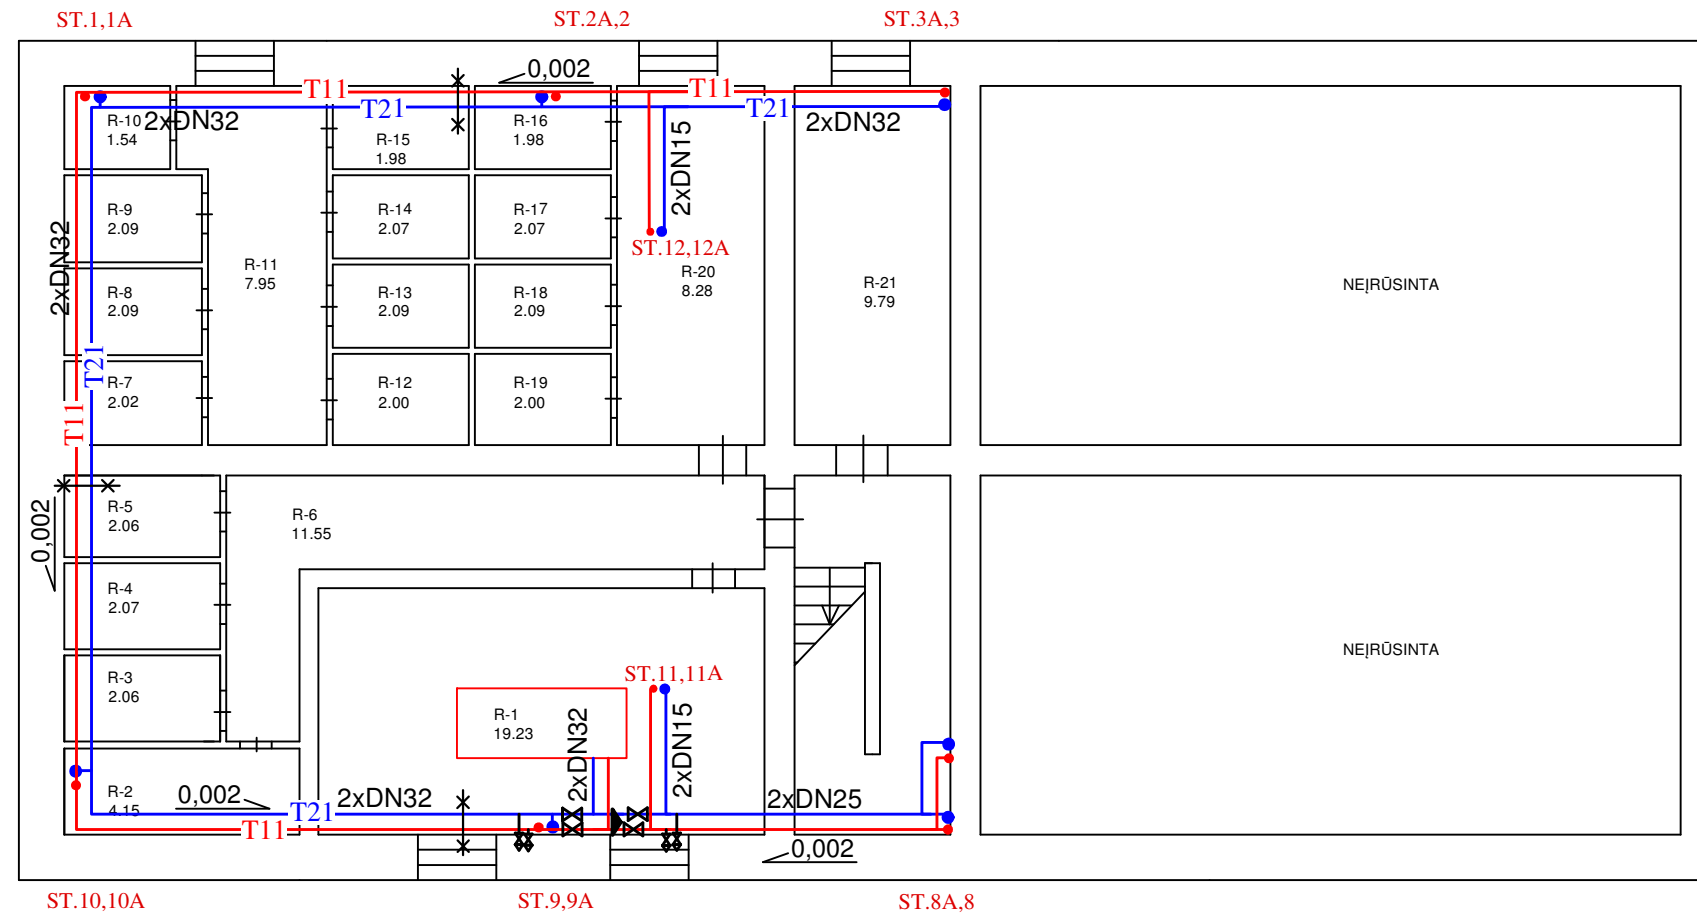 ST.1,1A
ST.2A,2
ST.3A,3
0,002
T11
T11
T21
T21
R-10
1.54
2xDN32
R-15
1.98
R-16
1.98
2xDN15
2xDN32
R-9
2.09
R-14
2.07
R-17
2.07
2xDN32
ST.12,12A
R-11
7.95
R-20
8.28
R-21
9.79
NEĮRŪSINTA
R-8
2.09
R-13
2.09
R-18
2.09
T21
R-7
2.02
R-12
2.00
R-19
2.00
T11
0,002
R-5
2.06
R-6
11.55
R-4
2.07
NEĮRŪSINTA
R-3
2.06
ST.11,11A
R-1
19.23
2xDN32
2xDN15
R-2
4.15
0,002
T21
2xDN32
2xDN25
T11
0,002
ST.10,10A
ST.9,9A
ST.8A,8